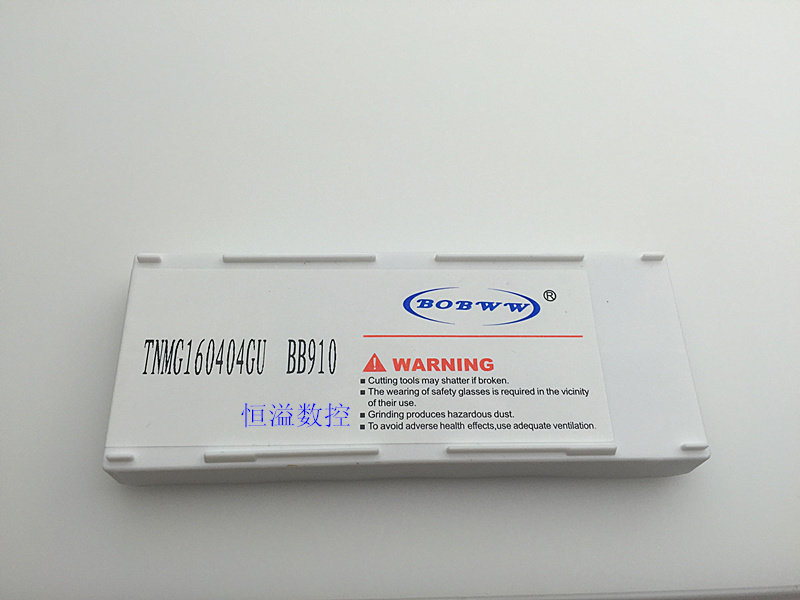 BOBWW®
TNMG160404GU BB910
WARNING
Cutting tools may shatter if broken.
The wearing of safety glasses is required in the vicinity
of their use.
Grinding produces hazardous dust.
To avoid adverse health effects,use adequate ventilation.
恒溢数控